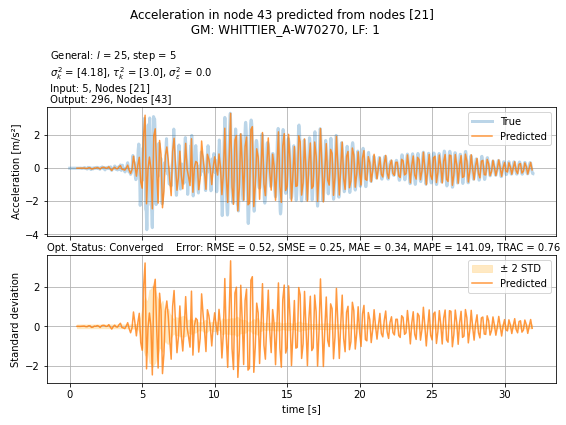 Acceleration in node 43 predicted from nodes [21]
GM: WHITTIER_A-W70270, LF: 1
General: l = 25, step = 5
σ²ₖ = [4.18], τ²ₖ = [3.0], σ²ε = 0.0
Input: 5, Nodes [21]
Output: 296, Nodes [43]
Acceleration [m/s²]
2
0
−2
−4
True
Predicted
Opt. Status: Converged Error: RMSE = 0.52, SMSE = 0.25, MAE = 0.34, MAPE = 141.09, TRAC = 0.76
Standard deviation
2
0
−2
± 2 STD
Predicted
0 5 10 15 20 25 30
time [s]